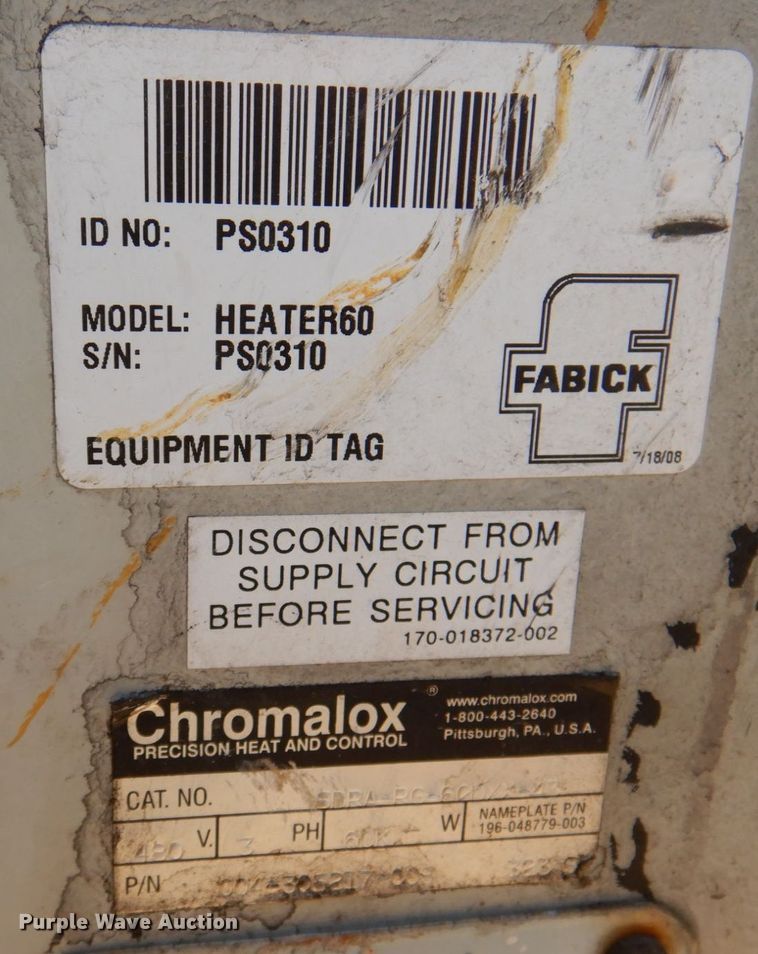 ID NO: PS0310
MODEL: HEATER60
S/N: PS0310
EQUIPMENT ID TAG
FABICK
7/18/08
DISCONNECT FROM
SUPPLY CIRCUIT
BEFORE SERVICING
170-018372-002
Chromalox ®
PRECISION HEAT AND CONTROL
www.chromalox.com
1-800-443-2640
Pittsburgh, PA., U.S.A.
CAT. NO.
480 V. 3 PH W
NAMEPLATE P/N
196-048779-003
P/N
Purple Wave Auction